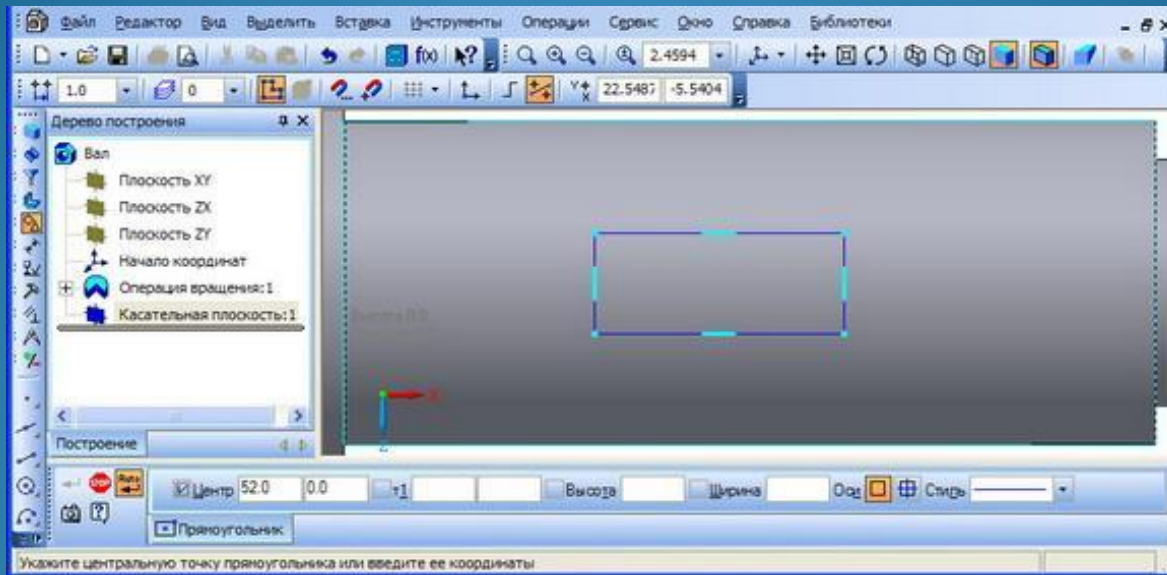 Файл Редактор Вид Выделить Вставка Инструменты Операции Сервис Окно Справка Библиотеки
f(x) 2.4594
1.0 0 22.5487 -5.5404
Дерево построения
Вал
Плоскость XY
Плоскость ZX
Плоскость ZY
Начало координат
Операция вращения:1
Касательная плоскость:1
Построение
STOP Auto Центр 52.0 0.0 т1 Высота Ширина Оси Стиль
Прямоугольник
Укажите центральную точку прямоугольника или введите ее координаты